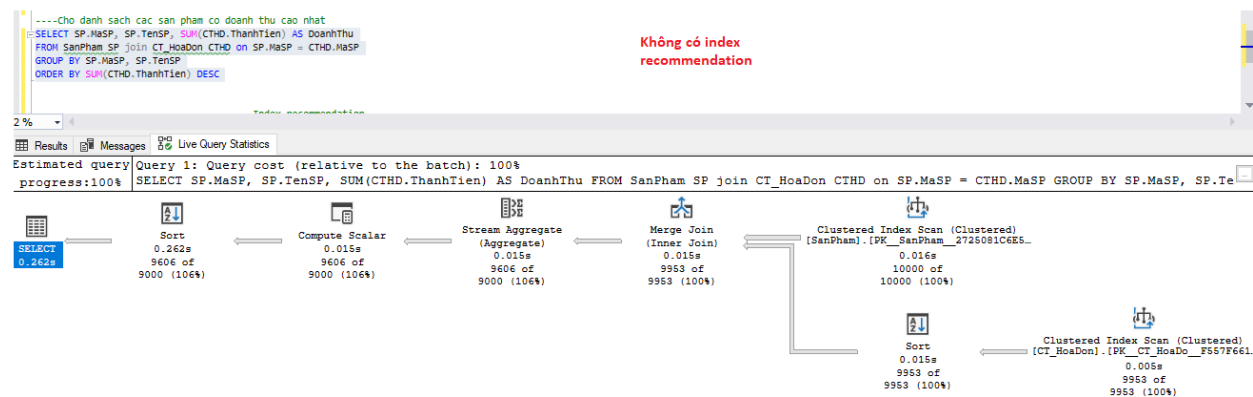 ----Cho danh sach cac san pham co doanh thu cao nhat
SELECT SP.MaSP, SP.TenSP, SUM(CTHD.ThanhTien) AS DoanhThu
FROM SanPham SP join CT_HoaDon CTHD on SP.MaSP = CTHD.MaSP
GROUP BY SP.MaSP, SP.TenSP
ORDER BY SUM(CTHD.ThanhTien) DESC
Không có index
recommendation
Index recommendation
2 %
Results Messages Live Query Statistics
Estimated query
progress:100%
Query 1: Query cost (relative to the batch): 100%
SELECT SP.MaSP, SP.TenSP, SUM(CTHD.ThanhTien) AS DoanhThu FROM SanPham SP join CT_HoaDon CTHD on SP.MaSP = CTHD.MaSP GROUP BY SP.MaSP, SP.Te
...
SELECT
0.262s
Sort
0.262s
9606 of
9000 (106%)
Compute Scalar
0.015s
9606 of
9000 (106%)
Stream Aggregate
(Aggregate)
0.015s
9606 of
9000 (106%)
Merge Join
(Inner Join)
0.015s
9953 of
9953 (100%)
Clustered Index Scan (Clustered)
[SanPham].[PK__SanPham__2725081C6E5…
0.016s
10000 of
10000 (100%)
Sort
0.015s
9953 of
9953 (100%)
Clustered Index Scan (Clustered)
[CT_HoaDon].[PK__CT_HoaDo__F557F661…
0.005s
9953 of
9953 (100%)